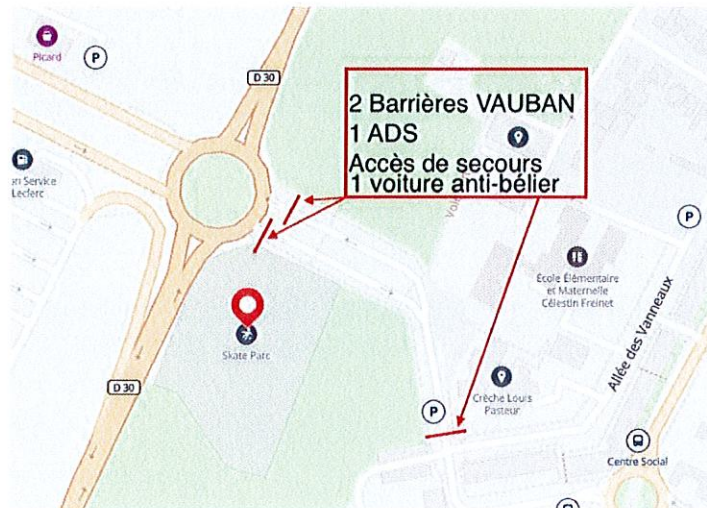 Picard
P
D 30
2 Barrières VAUBAN
1 ADS
Accès de secours
1 voiture anti-bélier
Service
Leclerc
P
École Élémentaire
et Maternelle
Célestin Freinet
Allée des Vanneaux
Skate Parc
D 30
Crèche Louis
Pasteur
P
Centre Social